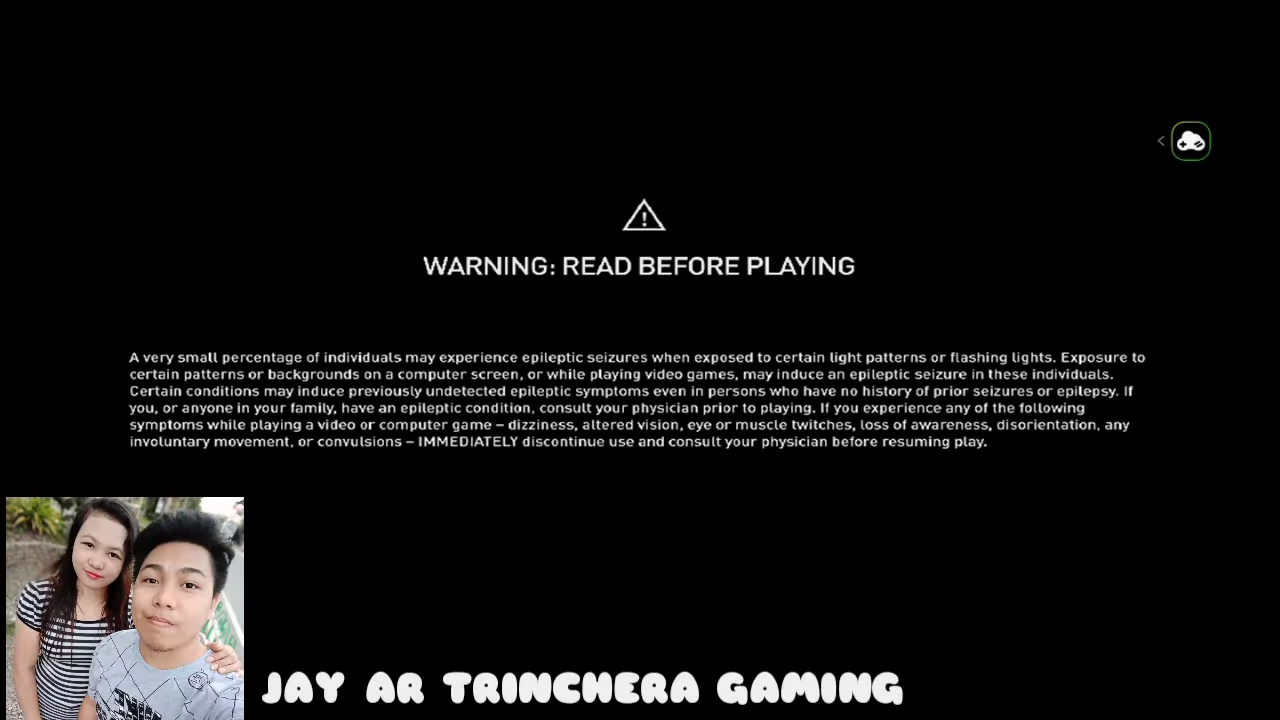 WARNING: READ BEFORE PLAYING
A very small percentage of individuals may experience epileptic seizures when exposed to certain light patterns or flashing lights. Exposure to
certain patterns or backgrounds on a computer screen, or while playing video games, may induce an epileptic seizure in these individuals.
Certain conditions may induce previously undetected epileptic symptoms even in persons who have no history of prior seizures or epilepsy. If
you, or anyone in your family, have an epileptic condition, consult your physician prior to playing. If you experience any of the following
symptoms while playing a video or computer game – dizziness, altered vision, eye or muscle twitches, loss of awareness, disorientation, any
involuntary movement, or convulsions – IMMEDIATELY discontinue use and consult your physician before resuming play.
JAY AR TRINCHERA GAMING